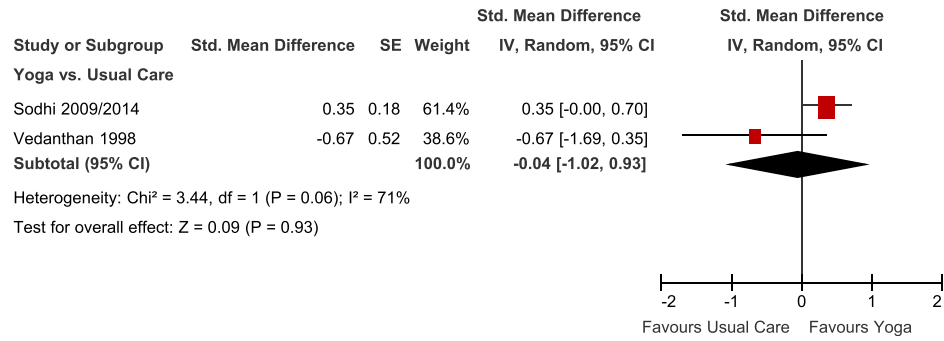 Std. Mean Difference Std. Mean Difference
Study or Subgroup Std. Mean Difference SE Weight IV, Random, 95% CI IV, Random, 95% CI
Yoga vs. Usual Care
Sodhi 2009/2014 0.35 0.18 61.4% 0.35 [-0.00, 0.70]
Vedanthan 1998 -0.67 0.52 38.6% -0.67 [-1.69, 0.35]
Subtotal (95% CI) 100.0% -0.04 [-1.02, 0.93]
Heterogeneity: Chi² = 3.44, df = 1 (P = 0.06); I² = 71%
Test for overall effect: Z = 0.09 (P = 0.93)
-2 -1 0 1 2
Favours Usual Care Favours Yoga